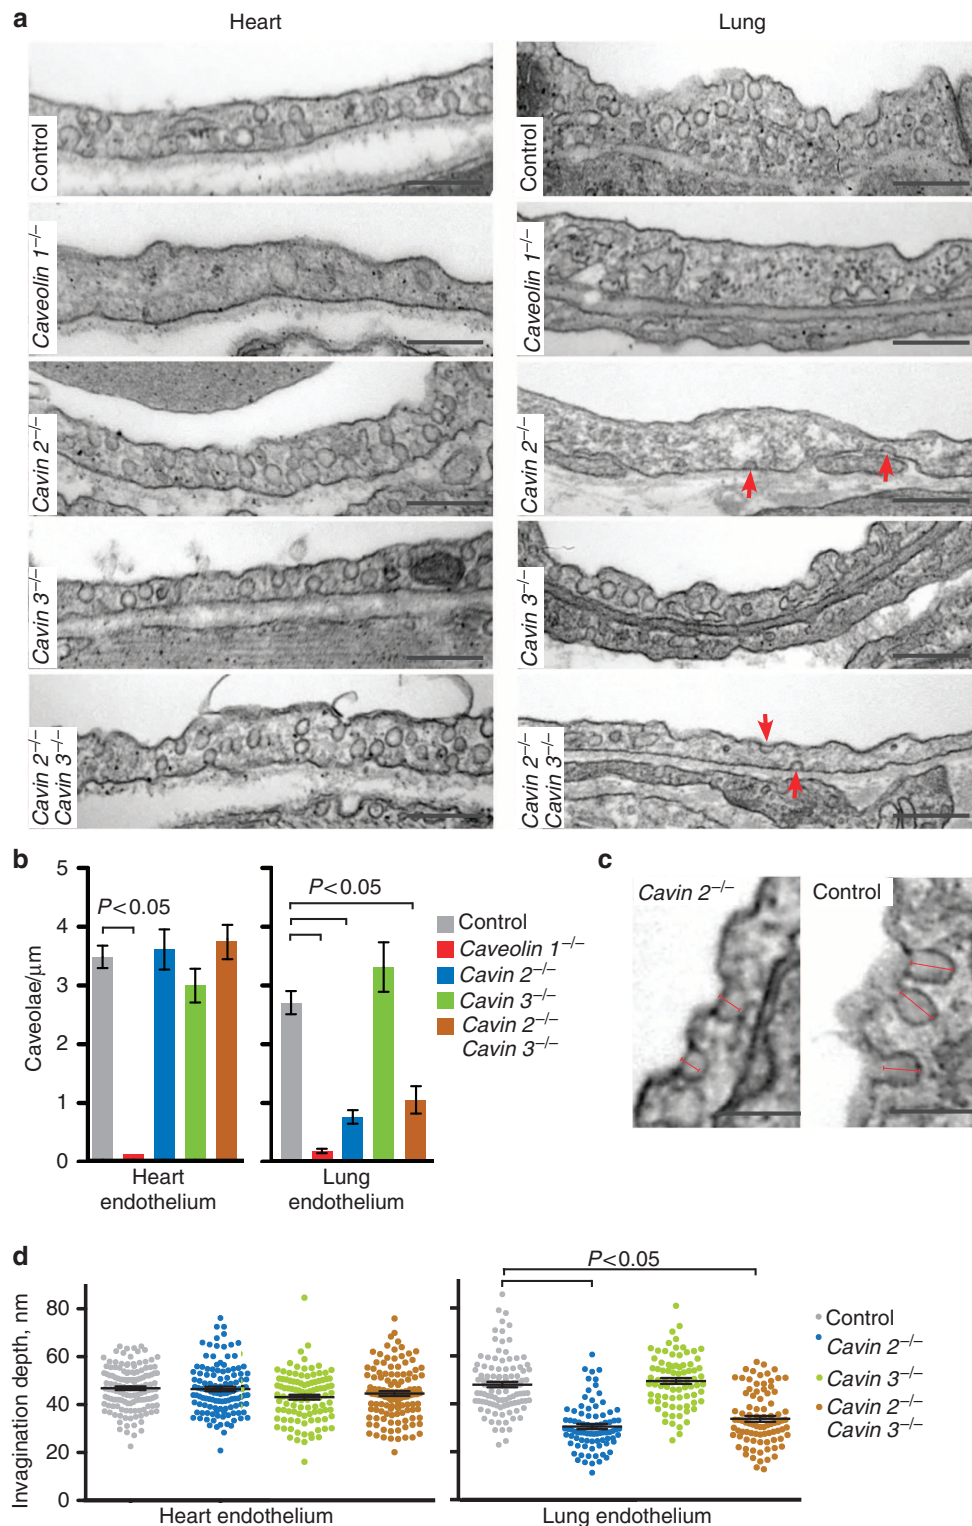 a
Heart
Lung
Control
Control
Caveolin 1–/–
Caveolin 1–/–
Cavin 2–/–
Cavin 2–/–
Cavin 3–/–
Cavin 3–/–
Cavin 2–/–
Cavin 3–/–
Cavin 2–/–
Cavin 3–/–
b
Caveolae/µm
5
4
3
2
1
0
P<0.05
Heart
endothelium
P<0.05
Lung
endothelium
Control
Caveolin 1–/–
Cavin 2–/–
Cavin 3–/–
Cavin 2–/–
Cavin 3–/–
c
Cavin 2–/–
Control
d
Invagination depth, nm
80
60
40
20
0
Heart endothelium
P<0.05
Lung endothelium
Control
Cavin 2–/–
Cavin 3–/–
Cavin 2–/–
Cavin 3–/–